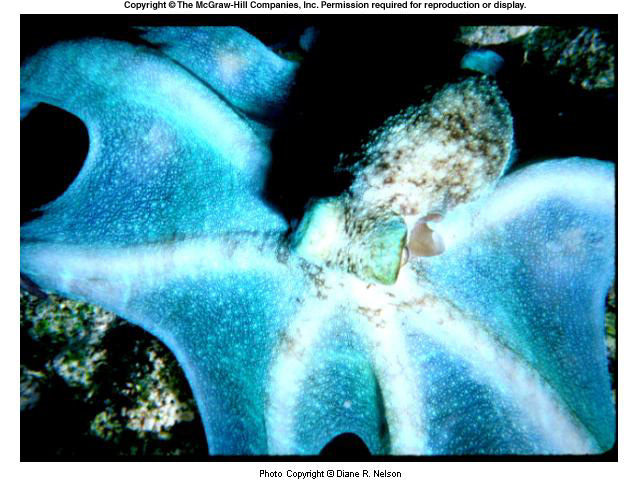 Copyright © The McGraw-Hill Companies, Inc. Permission required for reproduction or display.
Photo Copyright © Diane R. Nelson